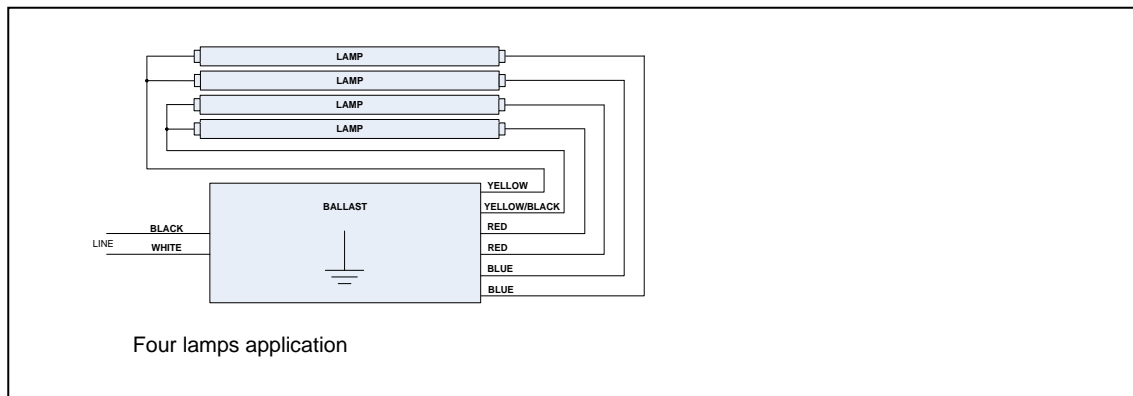 LAMP
LAMP
LAMP
LAMP
YELLOW
BALLAST
YELLOW/BLACK
BLACK
RED
LINE
WHITE
RED
BLUE
BLUE
Four lamps application